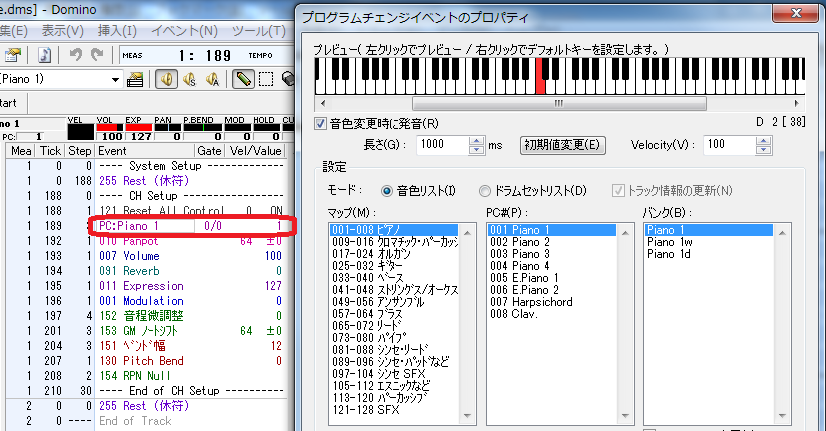 e.dms] - Domino
集(E) 表示(V) 挿入(I) イベント(N) ツール(T)
MEAS 1: 189 TEMPO
[Piano 1)
tart
no 1
VEL VOL EXP PAN P.BEND MOD HOLD CU
PC: 1 100 127 0 0 0 0
Mea Tick Step Event Gate Vel/Value
1 0 0 ---- System Setup --------
1 0 188 255 Rest (休符)
1 188 0 ---- CH Setup --------
1 188 121 Reset All Control 0 ON
1 189 PC:Piano 1 0/0 1
1 192 010 Panpot 64 ±0
1 193 1 007 Volume 100
1 194 1 091 Reverb 0
1 195 1 011 Expression 127
1 196 1 001 Modulation 0
1 197 4 152 音程微調整 0
1 201 3 153 GM ノートシフト 64 ±0
1 204 3 151 ベンド幅 12
1 207 1 130 Pitch Bend 0
1 208 2 154 RPN Null
1 210 30 ---- End of CH Setup --------
2 0 0 255 Rest (休符)
2 0 End of Track
プログラムチェンジイベントのプロパティ
プレビュー( 左クリックでプレビュー / 右クリックでデフォルトキーを設定します。)
音色変更時に発音(R)
D 2 [ 38]
長さ(G): 1000 ms 初期値変更(E) Velocity(V): 100
設定
モード: 音色リスト(I) ドラムセットリスト(D) トラック情報の更新(N)
マップ(M):
001-008 ピアノ
009-016 クロマチック・パーカッシ
017-024 オルガン
025-032 ギター
033-040 ベース
041-048 ストリングス/オーケス
049-056 アンサンブル
057-064 ブラス
065-072 リード
073-080 パイプ
081-088 シンセ・リード
089-096 シンセ・パッドなど
097-104 シンセ SFX
105-112 エスニックなど
113-120 パーカッシブ
121-128 SFX
PC#(P):
001 Piano 1
002 Piano 2
003 Piano 3
004 Piano 4
005 E.Piano 1
006 E.Piano 2
007 Harpsichord
008 Clav.
バンク(B):
Piano 1
Piano 1w
Piano 1d